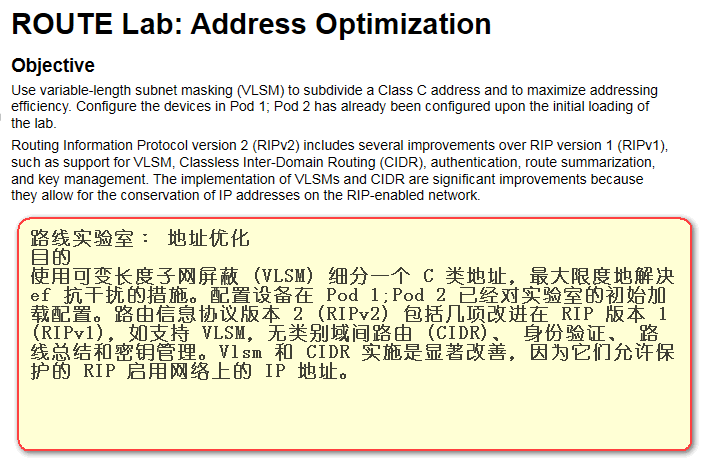 ROUTE Lab: Address Optimization
Objective
Use variable-length subnet masking (VLSM) to subdivide a Class C address and to maximize addressing
efficiency. Configure the devices in Pod 1; Pod 2 has already been configured upon the initial loading of
the lab.
Routing Information Protocol version 2 (RIPv2) includes several improvements over RIP version 1 (RIPv1),
such as support for VLSM, Classless Inter-Domain Routing (CIDR), authentication, route summarization,
and key management. The implementation of VLSMs and CIDR are significant improvements because
they allow for the conservation of IP addresses on the RIP-enabled network.
路线实验室： 地址优化
目的
使用可变长度子网屏蔽 (VLSM) 细分一个 C 类地址，最大限度地解决
ef 抗干扰的措施。配置设备在 Pod 1;Pod 2 已经对实验室的初始加
载配置。路由信息协议版本 2 (RIPv2) 包括几项改进在 RIP 版本 1
(RIPv1)，如支持 VLSM，无类别域间路由 (CIDR)、 身份验证、 路
线总结和密钥管理。Vlsm 和 CIDR 实施是显著改善，因为它们允许保
护的 RIP 启用网络上的 IP 地址。